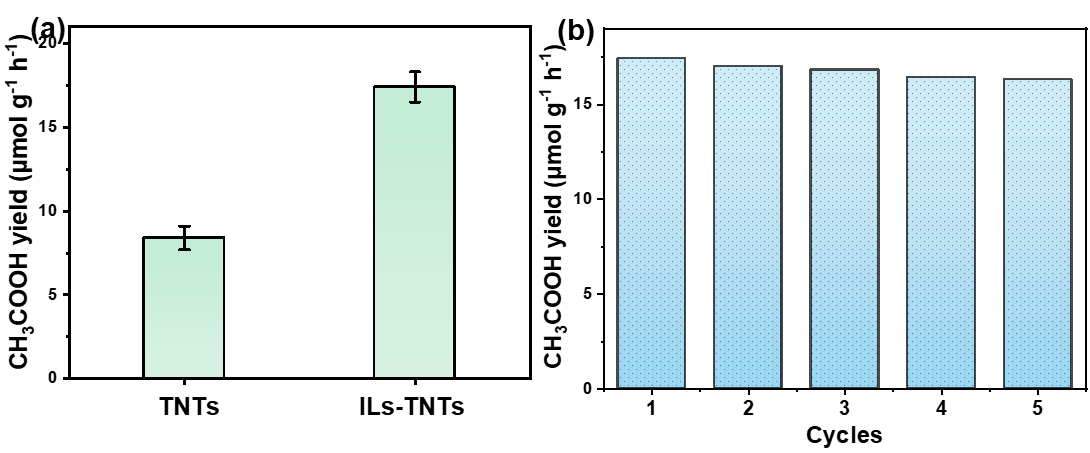 (a)
CH₃COOH yield (μmol g⁻¹ h⁻¹)
20
15
10
5
0
TNTs ILs-TNTs
(b)
CH₃COOH yield (μmol g⁻¹ h⁻¹)
15
10
5
0
1 2 3 4 5
Cycles